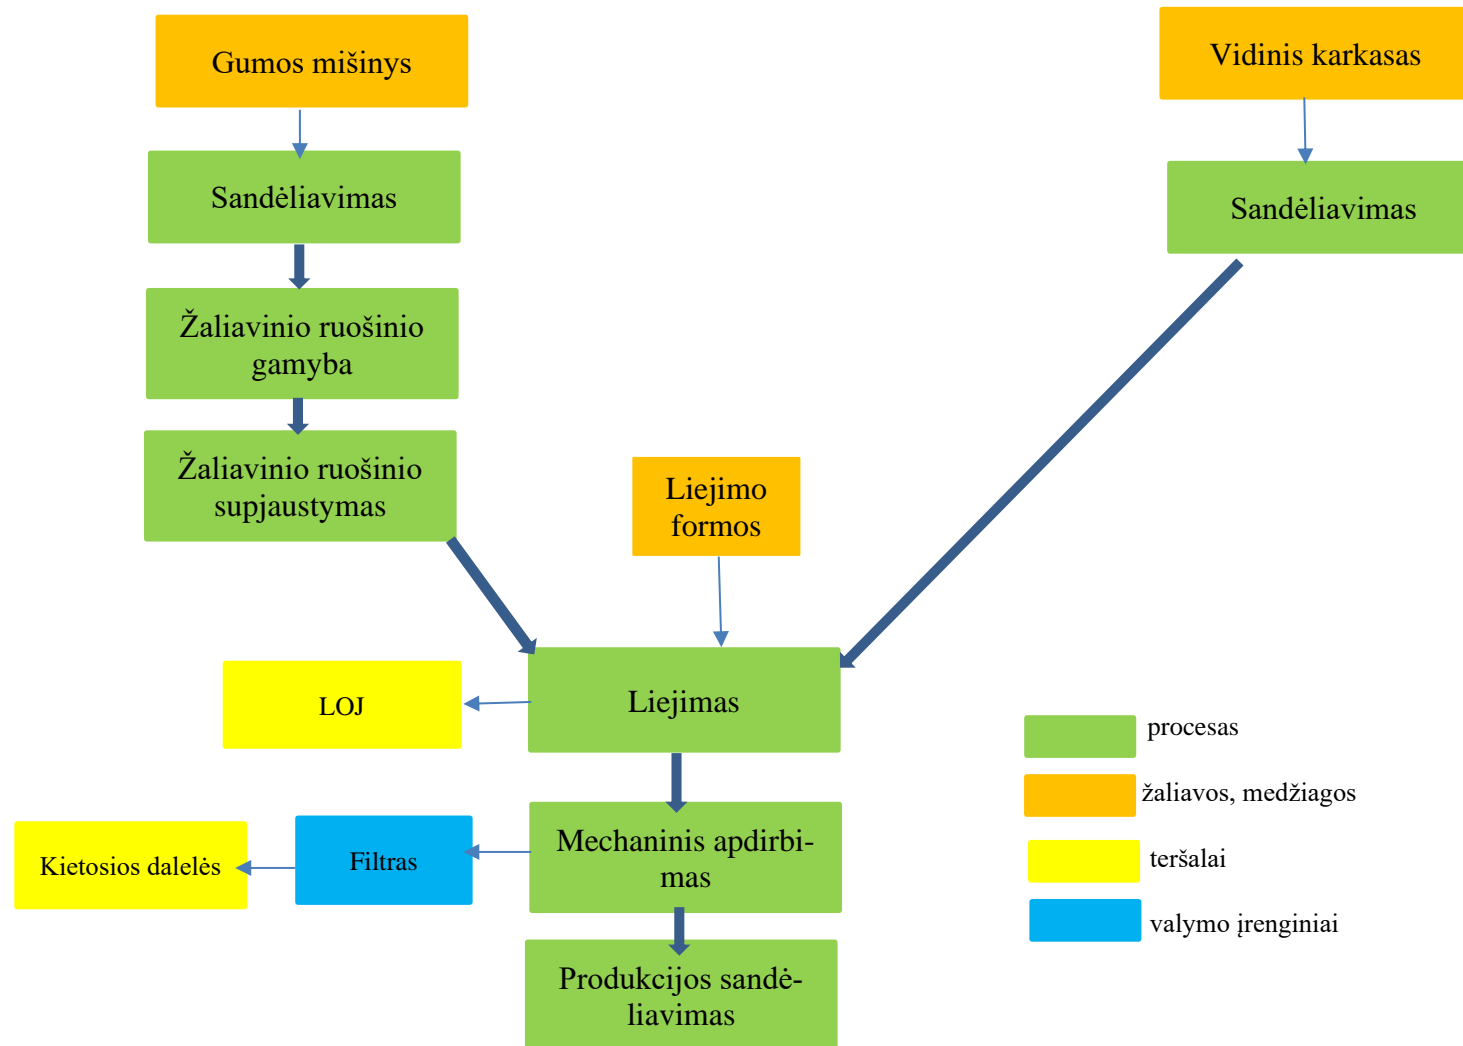 Gumos mišinys
Vidinis karkasas
Sandėliavimas
Sandėliavimas
Žaliavinio ruošinio
gamyba
Žaliavinio ruošinio
supjaustymas
Liejimo
formos
Liejimas
LOJ
Mechaninis apdirbi-
mas
Filtras
Kietosios dalelės
Produkcijos sandė-
liavimas
procesas
žaliavos, medžiagos
teršalai
valymo įrenginiai